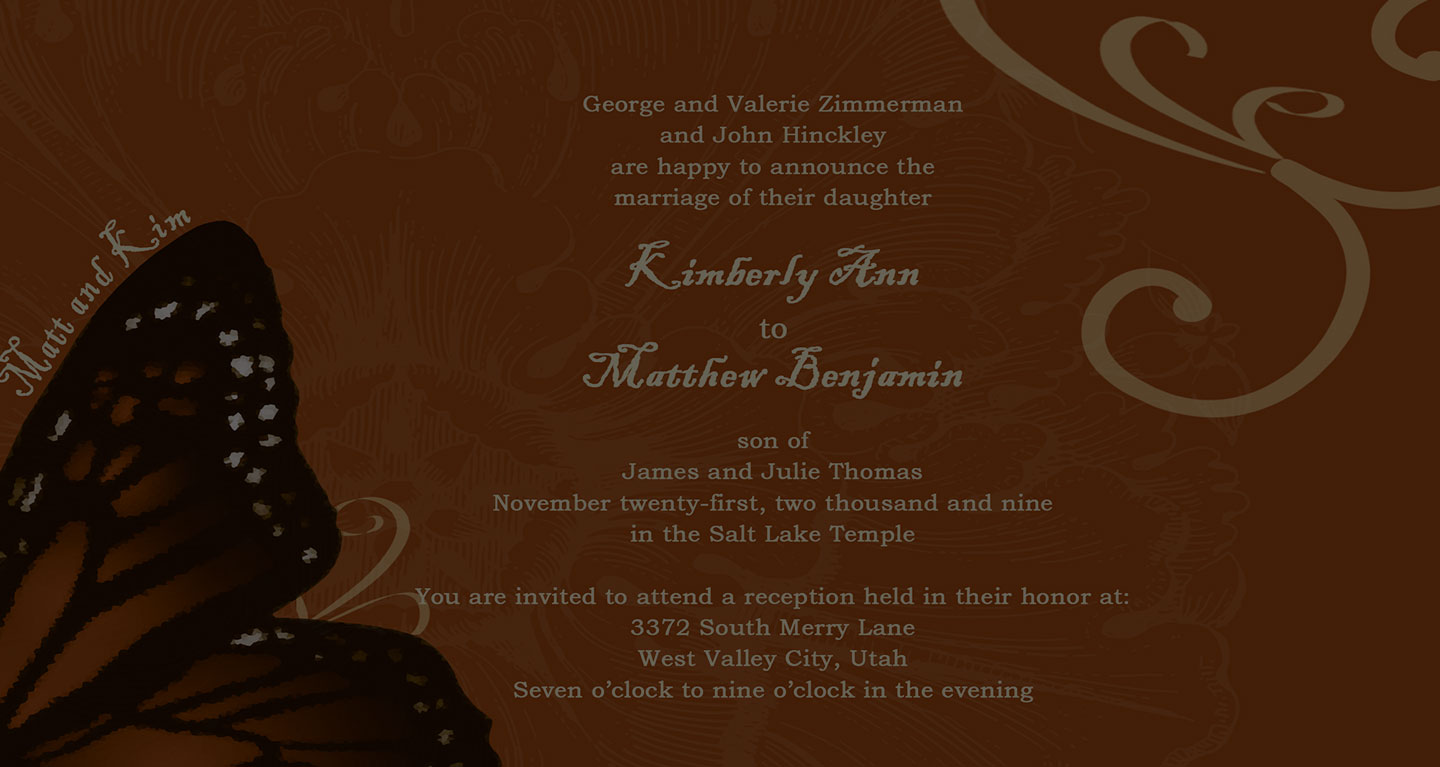 George and Valerie Zimmerman
and John Hinckley
are happy to announce the
marriage of their daughter
Kimberly Ann
to
Matthew Benjamin
son of
James and Julie Thomas
November twenty-first, two thousand and nine
in the Salt Lake Temple
You are invited to attend a reception held in their honor at:
3372 South Merry Lane
West Valley City, Utah
Seven o’clock to nine o’clock in the evening
Matt and Kim